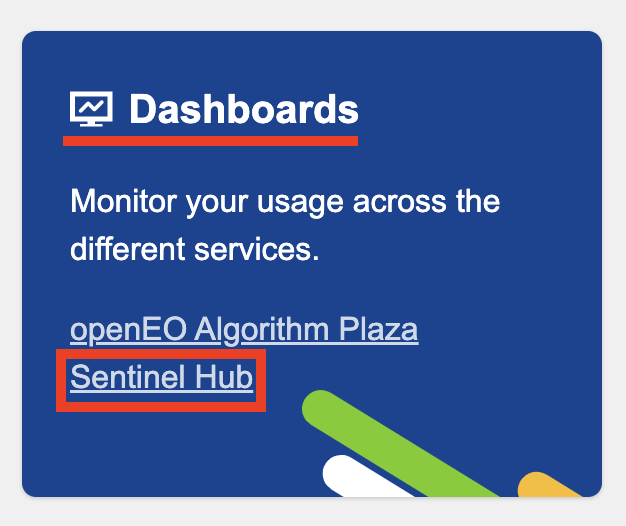 Dashboards
Monitor your usage across the
different services.
openEO Algorithm Plaza
Sentinel Hub